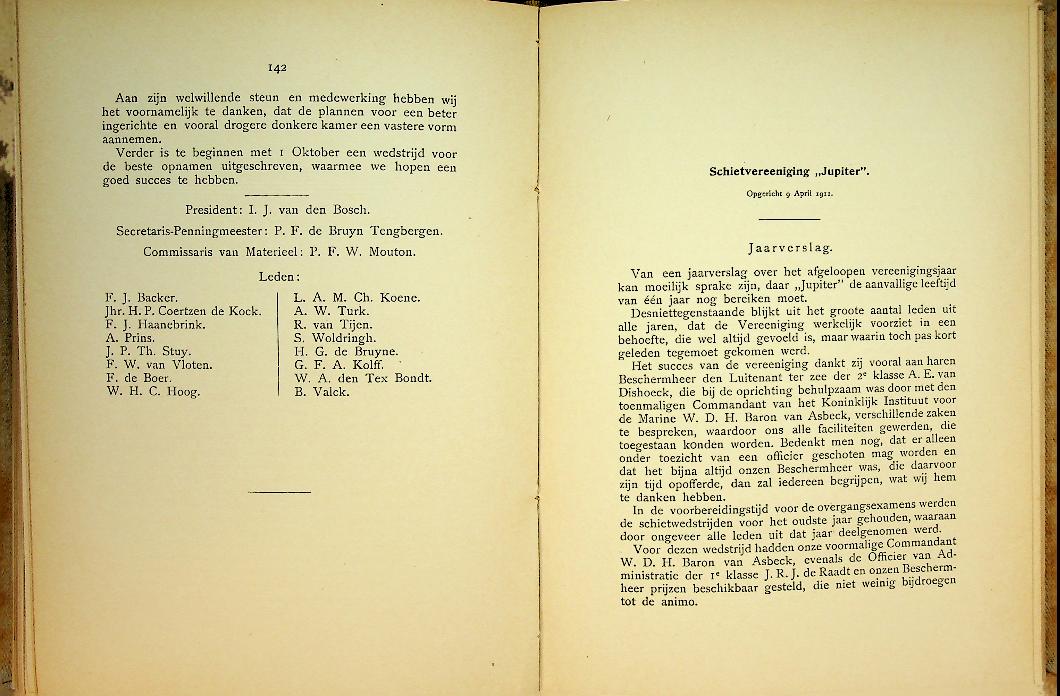 142
Aan zijn welwillende steun en medewerking hebben wij
het voornamelijk te danken, dat de plannen voor een beter
ingerichte en vooral drogere donkere kamer een vastere vorm
aannemen.
Verder is te beginnen met 1 Oktober een wedstrijd voor
de beste opnamen uitgeschreven, waarmee we hopen een
goed succes te hebben.
President: I. J. van den Bosch.
Secretaris-Penningmeester: P. F. de Bruyn Tengbergen.
Commissaris van Materieel: P. F. W. Mouton.
Leden:
F. J. Backer.
Jhr. H. P. Coertzen de Kock.
F. J. Haanebrink.
A. Prins.
J. P. Th. Stuy.
F. W. van Vloten.
F. de Boer.
W. H. C. Hoog.
L. A. M. Ch. Koene.
A. W. Turk.
R. van Tijen.
S. Woldringh.
H. G. de Bruyne.
G. F. A. Kolff.
W. A. den Tex Bondt.
B. Valck.
Schietvereeniging „Jupiter”.
Opgericht 9 April 1911.
Jaarverslag.
Van een jaarverslag over het afgeloopen vereenigingsjaar
kan moeilijk sprake zijn, daar „Jupiter” de aanvallige leeftijd
van één jaar nog bereiken moet.
Desniettegenstaande blijkt uit het groote aantal leden uit
alle jaren, dat de Vereeniging werkelijk voorziet in een
behoefte, die wel altijd gevoeld is, maar waarin toch pas kort
geleden tegemoet gekomen werd.
Het succes van de vereeniging dankt zij vooral aan haren
Beschermheer den Luitenant ter zee der 2e klasse A. E. van
Dishoeck, die bij de oprichting behulpzaam was door met den
toenmaligen Commandant van het Koninklijk Instituut voor
de Marine W. D. H. Baron van Asbeck, verschillende zaken
te bespreken, waardoor ons alle faciliteiten gewerden, die
toegestaan konden worden. Bedenkt men nog, dat er alleen
onder toezicht van een officier geschoten mag worden en
dat het bijna altijd onzen Beschermheer was, die daarvoor
zijn tijd opofferde, dan zal iedereen begrijpen, wat wij hem
te danken hebben.
In de voorbereidingstijd voor de overgangsexamens werden
de schietwedstrijden voor het oudste jaar gehouden, waaraan
door ongeveer alle leden uit dat jaar deelgenomen werd.
Voor dezen wedstrijd hadden onze voormalige Commandant
W. D. H. Baron van Asbeck, evenals de Officier van Ad-
ministratie der 1e klasse J. R. J. de Raadt en onzen Bescherm-
heer prijzen beschikbaar gesteld, die niet weinig bijdroegen
tot de animo.